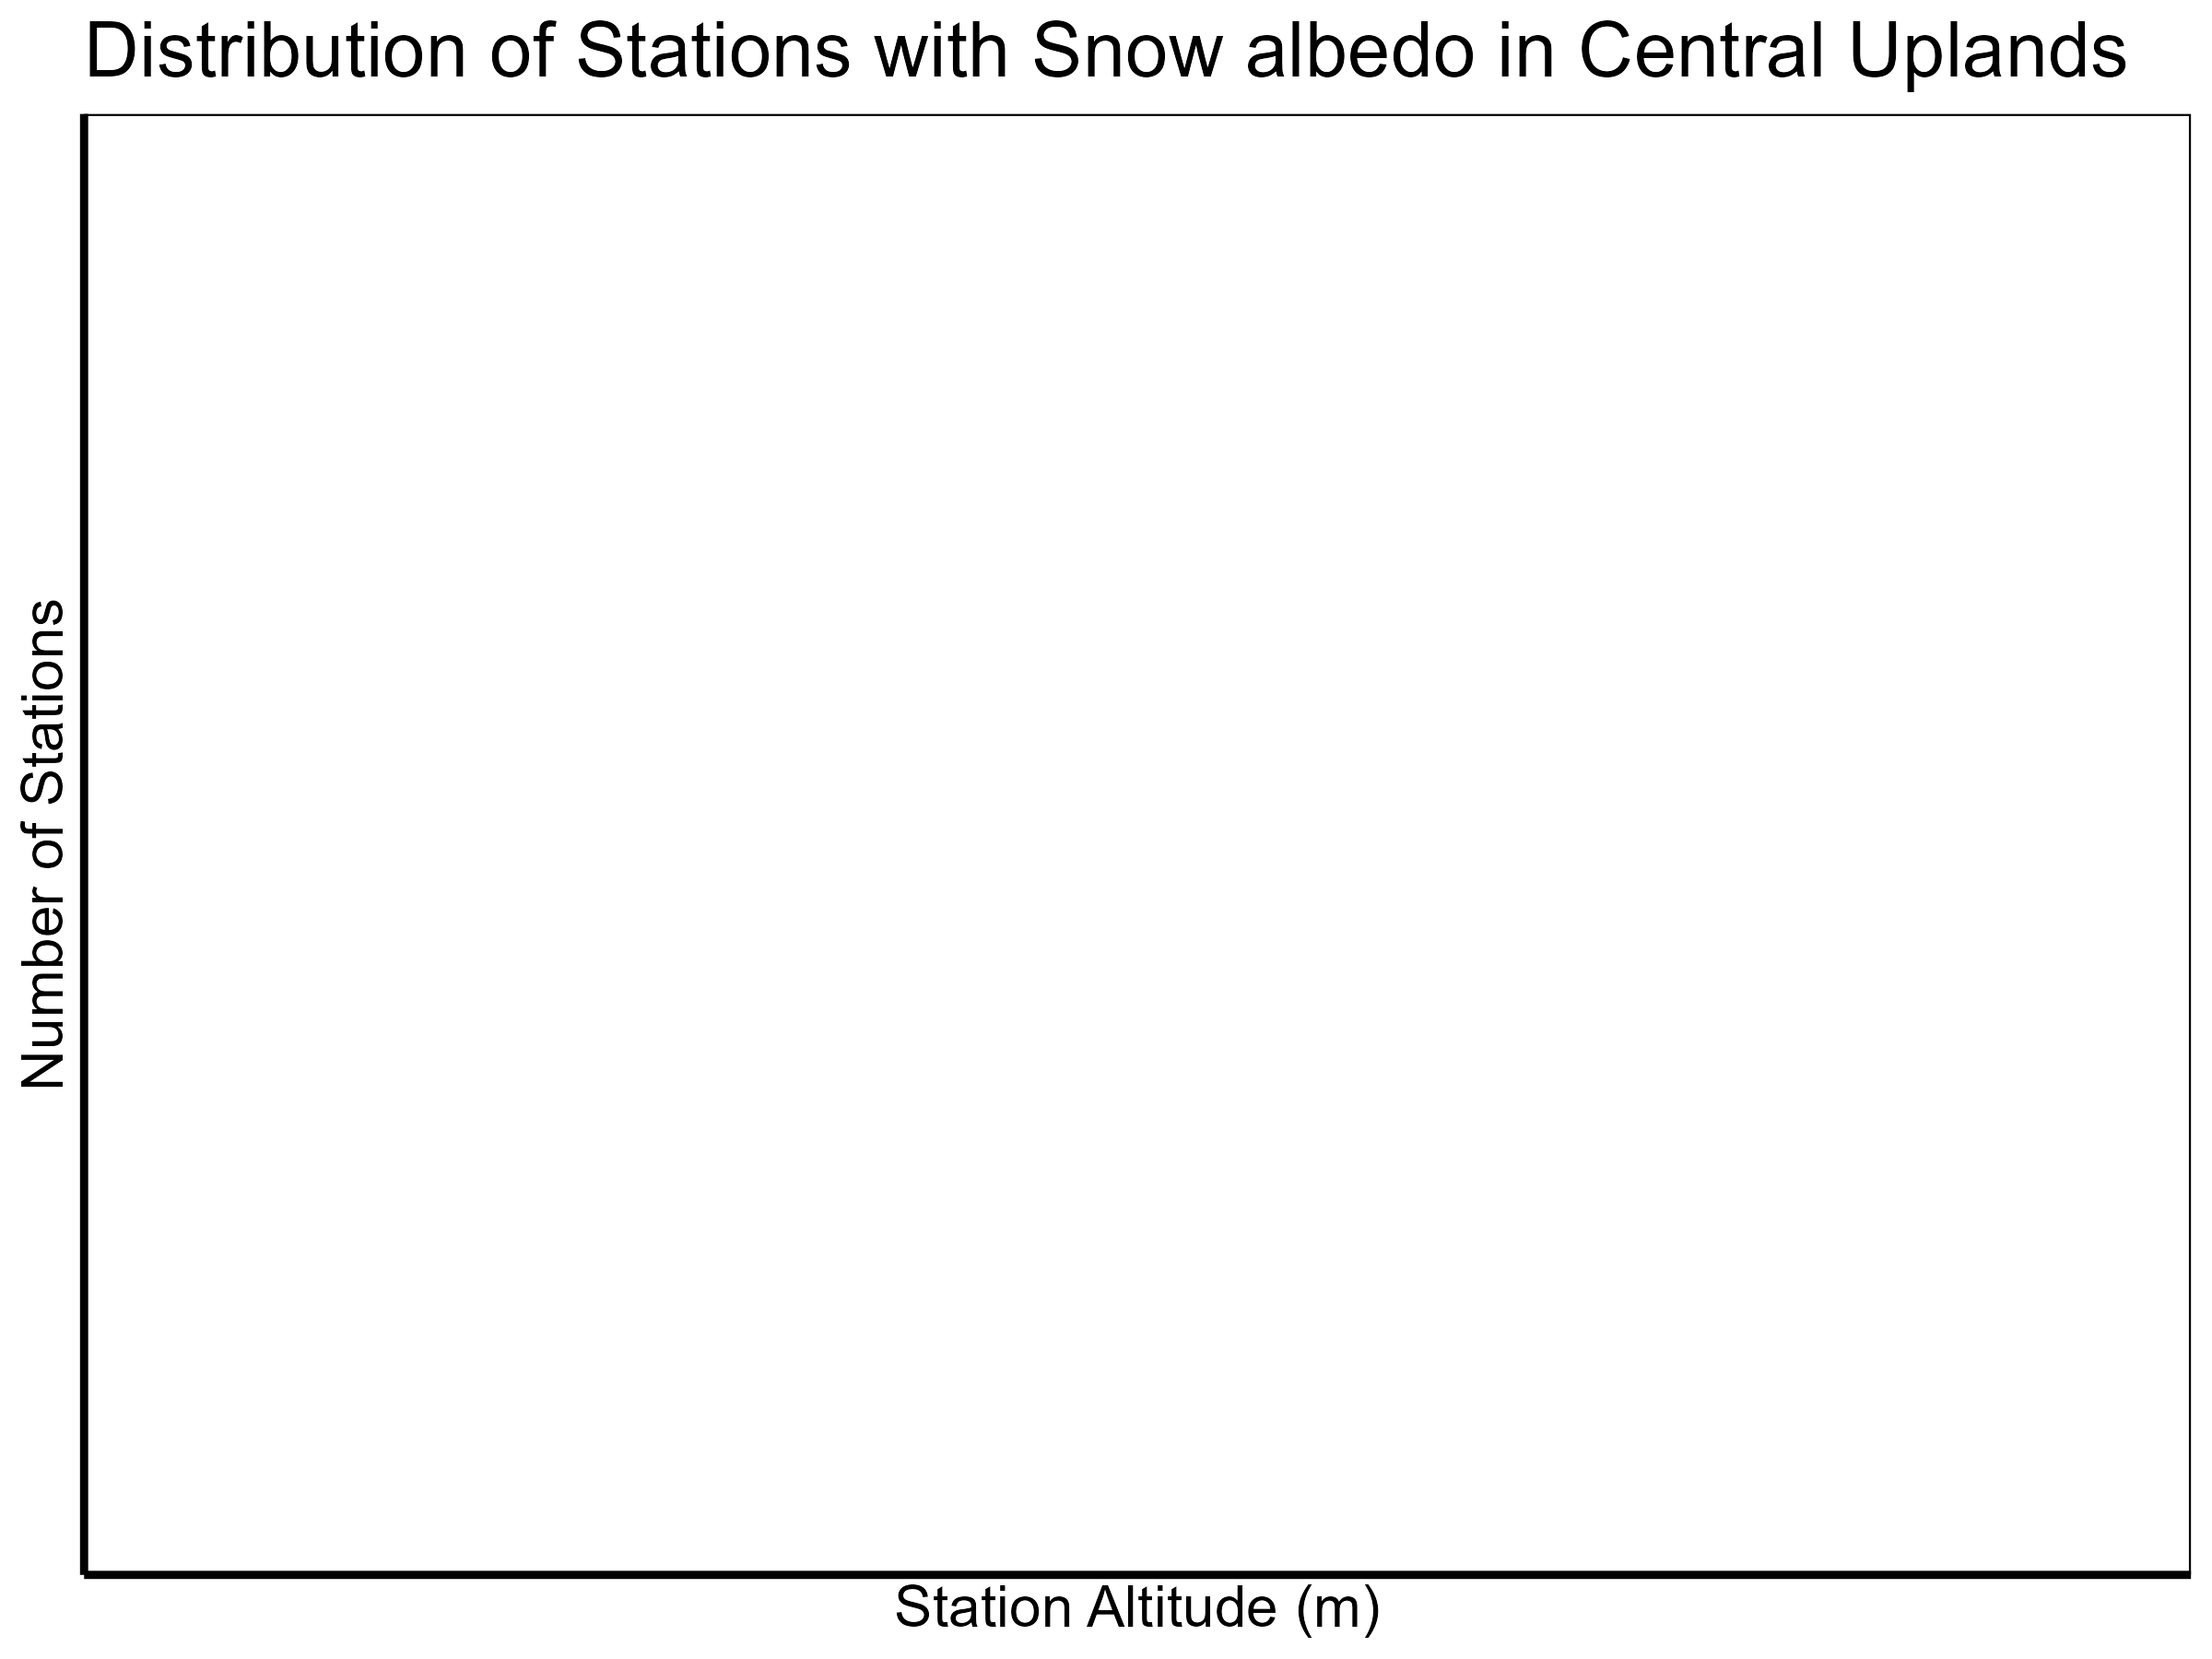 Distribution of Stations with Snow albedo in Central Uplands
Number of Stations
Station Altitude (m)